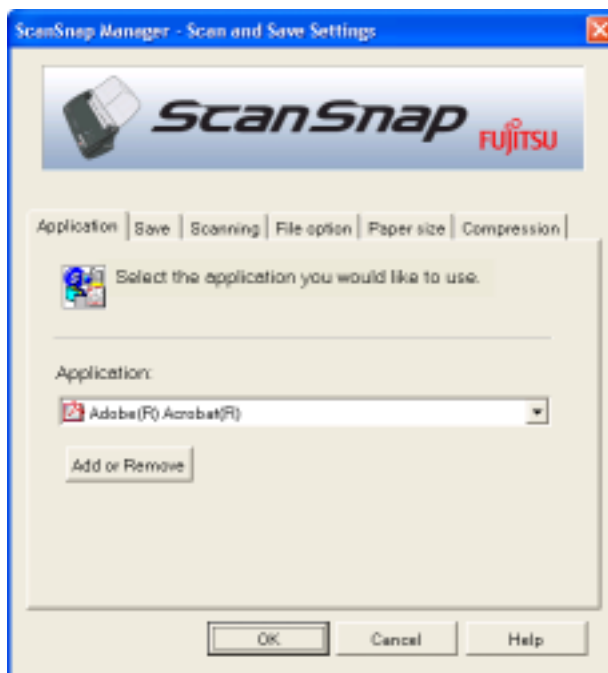 ScanSnap Manager - Scan and Save Settings
ScanSnap
FUJITSU
Application Save Scanning File option Paper size Compression
Select the application you would like to use.
Application:
Adobe(R) Acrobat(R)
Add or Remove
OK Cancel Help